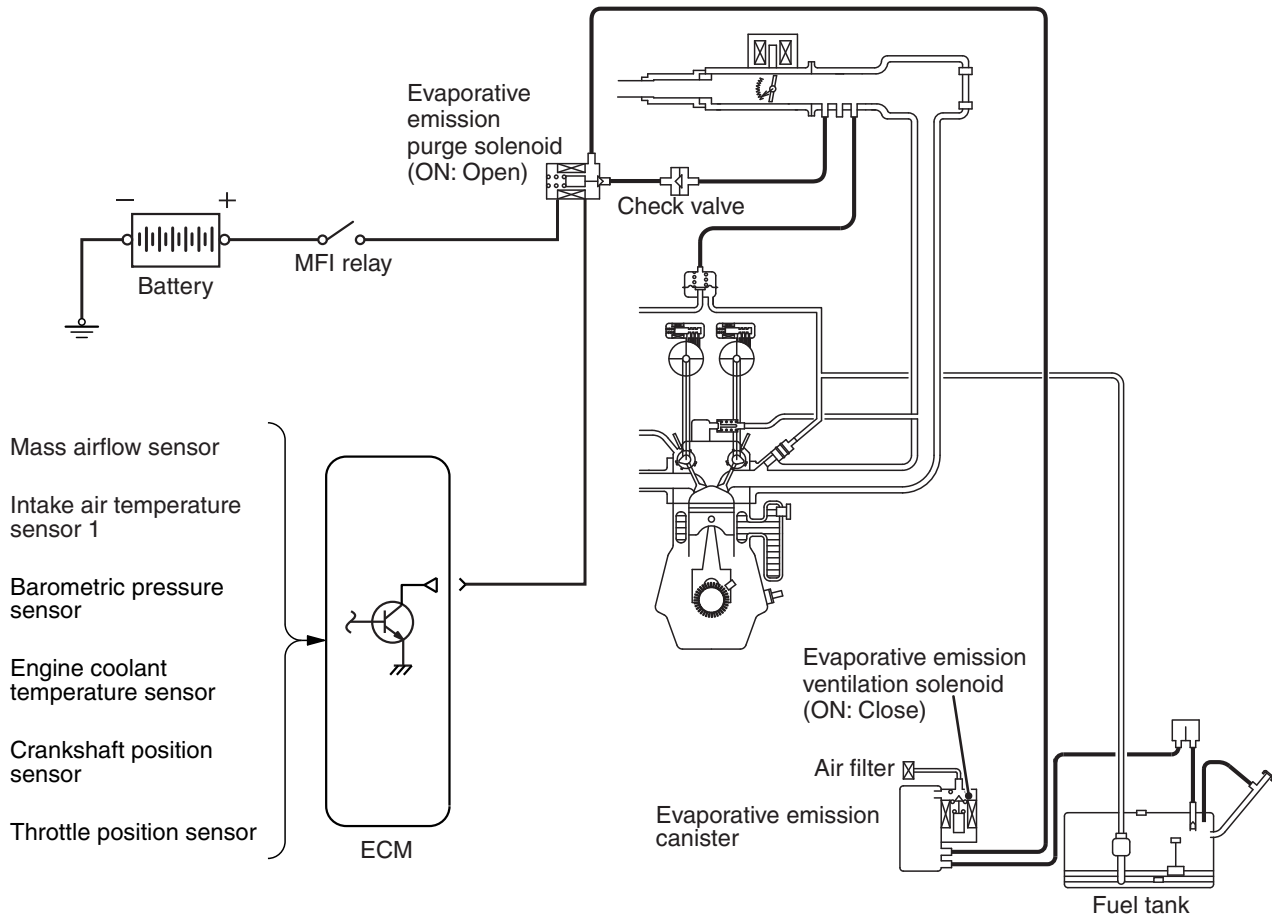 Evaporative
emission
purge solenoid
(ON: Open)
Check valve
− +
Battery
MFI relay
Mass airflow sensor
Intake air temperature
sensor 1
Barometric pressure
sensor
Engine coolant
temperature sensor
Crankshaft position
sensor
Throttle position sensor
ECM
Evaporative emission
ventilation solenoid
(ON: Close)
Air filter
Evaporative emission
canister
Fuel tank